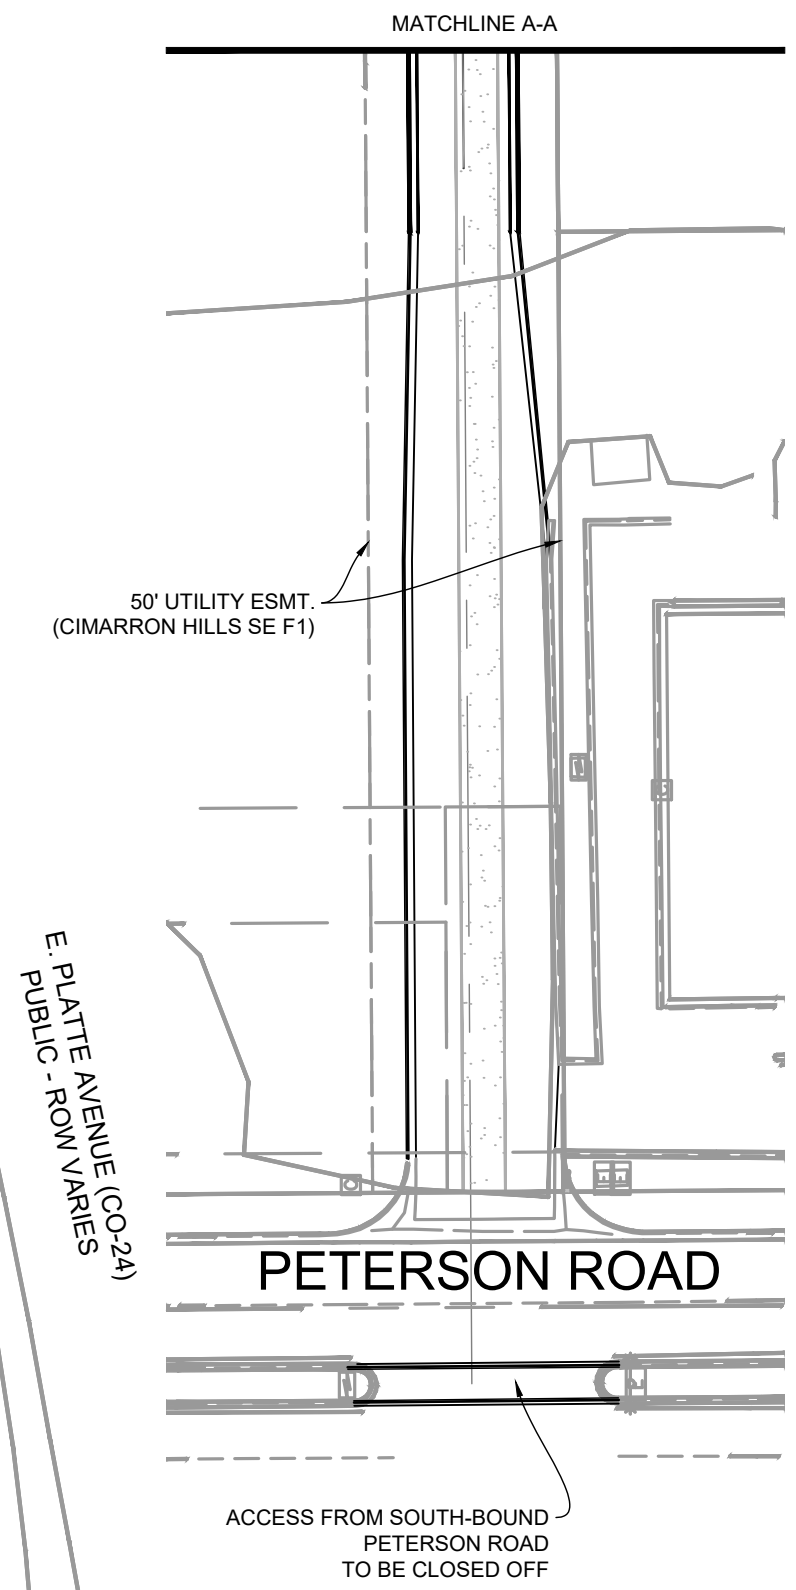 MATCHLINE A-A
50' UTILITY ESMT.
(CIMARRON HILLS SE F1)
E. PLATTE AVENUE (CO-24)
PUBLIC - ROW VARIES
PETERSON ROAD
ACCESS FROM SOUTH-BOUND
PETERSON ROAD
TO BE CLOSED OFF